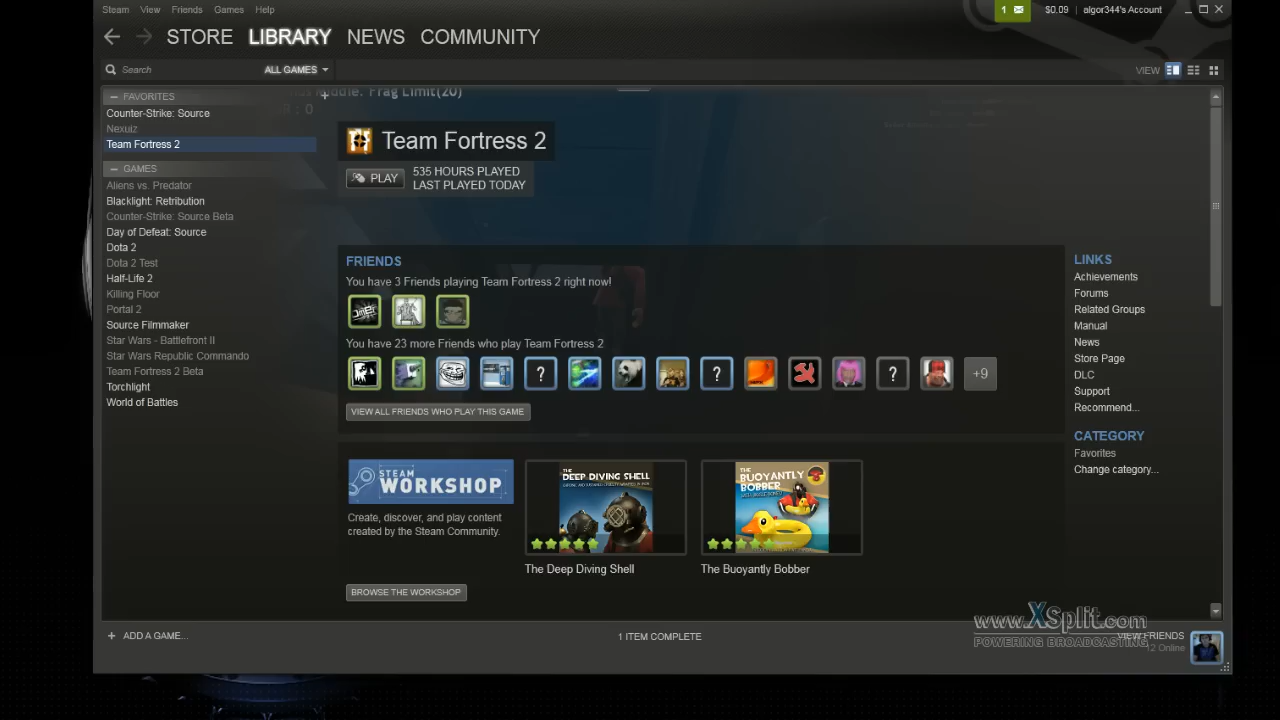 Steam View Friends Games Help
1
$0.09
algor344's Account
STORE LIBRARY NEWS COMMUNITY
Search
ALL GAMES
VIEW
Frag Limit(20)
R : 0
— FAVORITES
+
Counter-Strike: Source
Nexuiz
Team Fortress 2
— GAMES
Aliens vs. Predator
Blacklight: Retribution
Counter-Strike: Source Beta
Day of Defeat: Source
Dota 2
Dota 2 Test
Half-Life 2
Killing Floor
Portal 2
Source Filmmaker
Star Wars - Battlefront II
Star Wars Republic Commando
Team Fortress 2 Beta
Torchlight
World of Battles
Team Fortress 2
PLAY
535 HOURS PLAYED
LAST PLAYED TODAY
FRIENDS
You have 3 Friends playing Team Fortress 2 right now!
You have 23 more Friends who play Team Fortress 2
? ? ? +9
VIEW ALL FRIENDS WHO PLAY THIS GAME
STEAM
WORKSHOP
Create, discover, and play content
created by the Steam Community.
BROWSE THE WORKSHOP
THE
DEEP DIVING SHELL
The Deep Diving Shell
THE
BUOYANTLY
BOBBER
The Buoyantly Bobber
LINKS
Achievements
Forums
Related Groups
Manual
News
Store Page
DLC
Support
Recommend...
CATEGORY
Favorites
Change category...
+ ADD A GAME...
1 ITEM COMPLETE
www.XSplit.com
POWERING BROADCASTING
VIEW FRIENDS
12 Online